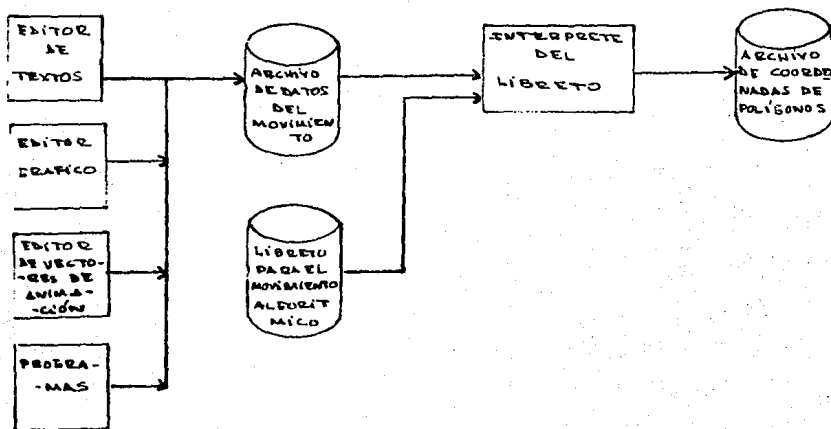 EDITOR
DE
TEXTOS
EDITOR
GRAFICO
EDITOR
DE VECTO-
-RES DE
ANIMA-
-CIÓN
PROGRA-
-MAS
ARCHIVO
DE DATOS
DEL
MOVIMIEN
TO
LIBRETO
PARA EL
MOVIMIENTO
ALGORIT
MICO
INTERPRETE
DEL
LIBRETO
ARCHIVO
DE COORDE
NADAS DE
POLÍGONOS